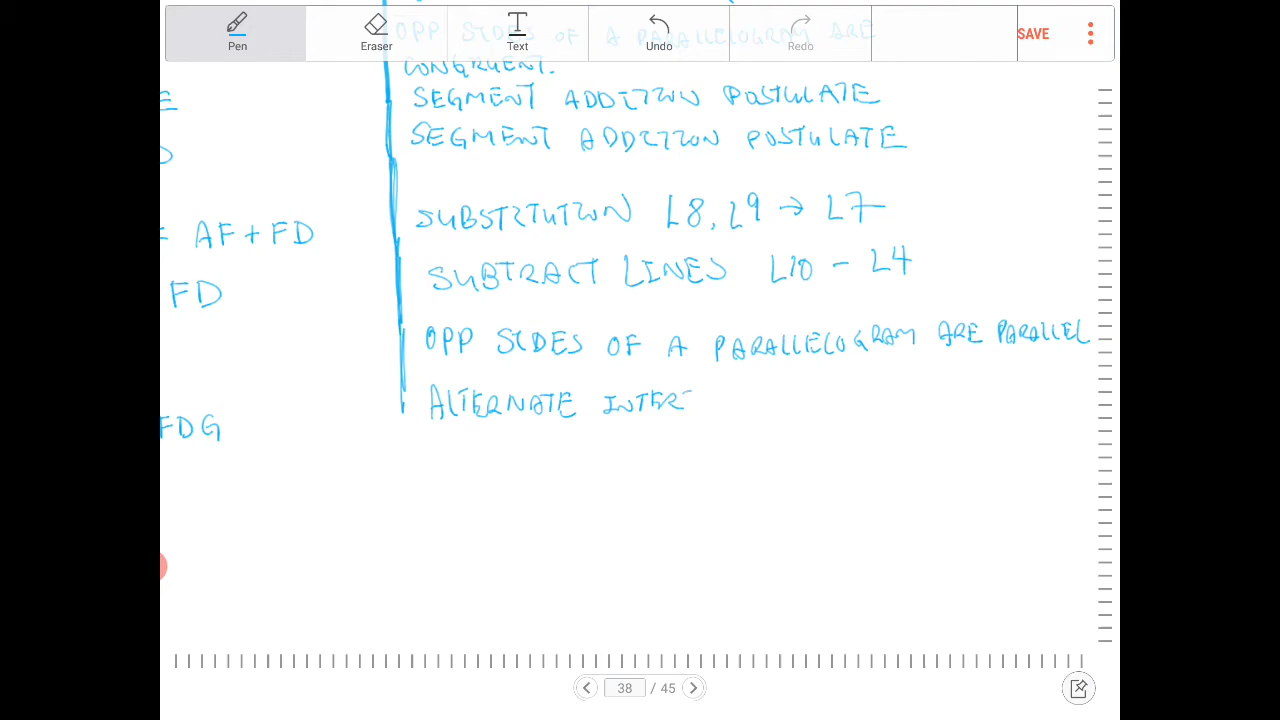 OPP SIDES OF A PARALLELOGRAM ARE
Pen Eraser Text Undo Redo SAVE
CONGRUENT.
E SEGMENT ADDITION POSTULATE
D SEGMENT ADDITION POSTULATE
= AF + FD SUBSTITUTION L8, L9 → L7
FD SUBTRACT LINES L10 - L4
OPP SIDES OF A PARALLELOGRAM ARE PARALLEL
FDG ALTERNATE INTER
38 / 45